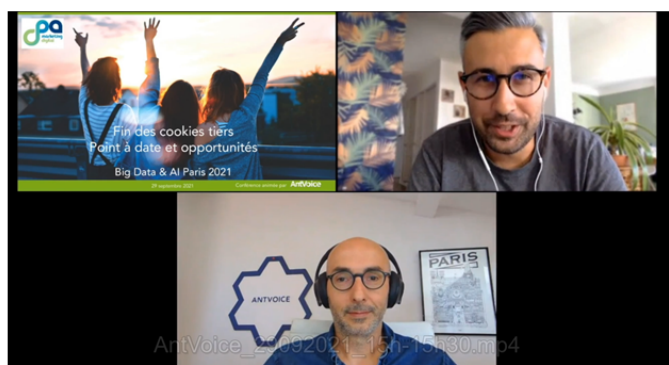 cpa
marketing
digital
Fin des cookies tiers
Point à date et opportunités
Big Data & AI Paris 2021
29 septembre 2021
Conférence animée par AntVoice
ANTVOICE
PARIS
AntVoice_29092021_15h-15h30.mp4